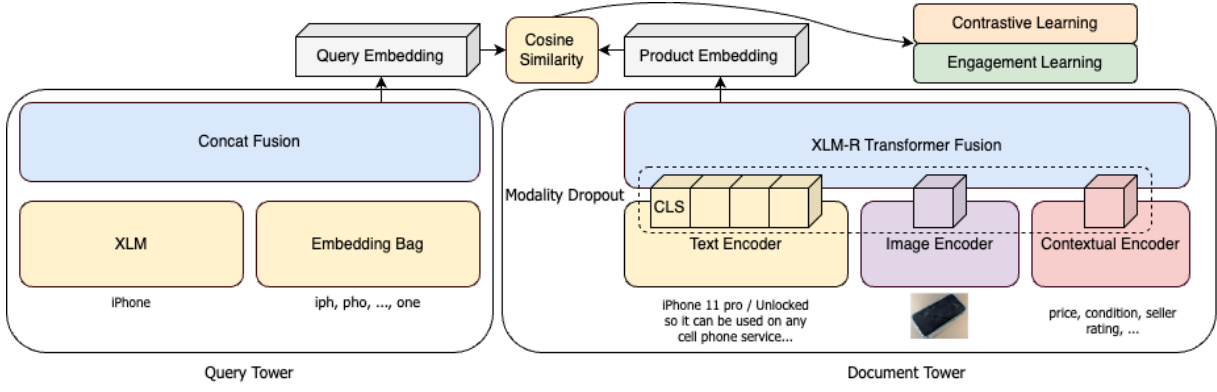 Contrastive Learning
Cosine
Similarity
Query Embedding
Product Embedding
Engagement Learning
Concat Fusion
XLM-R Transformer Fusion
Modality Dropout
CLS
XLM
Embedding Bag
Text Encoder
Image Encoder
Contextual Encoder
iPhone
iph, pho, ..., one
iPhone 11 pro / Unlocked
so it can be used on any
cell phone service...
price, condition, seller
rating, ...
Query Tower
Document Tower